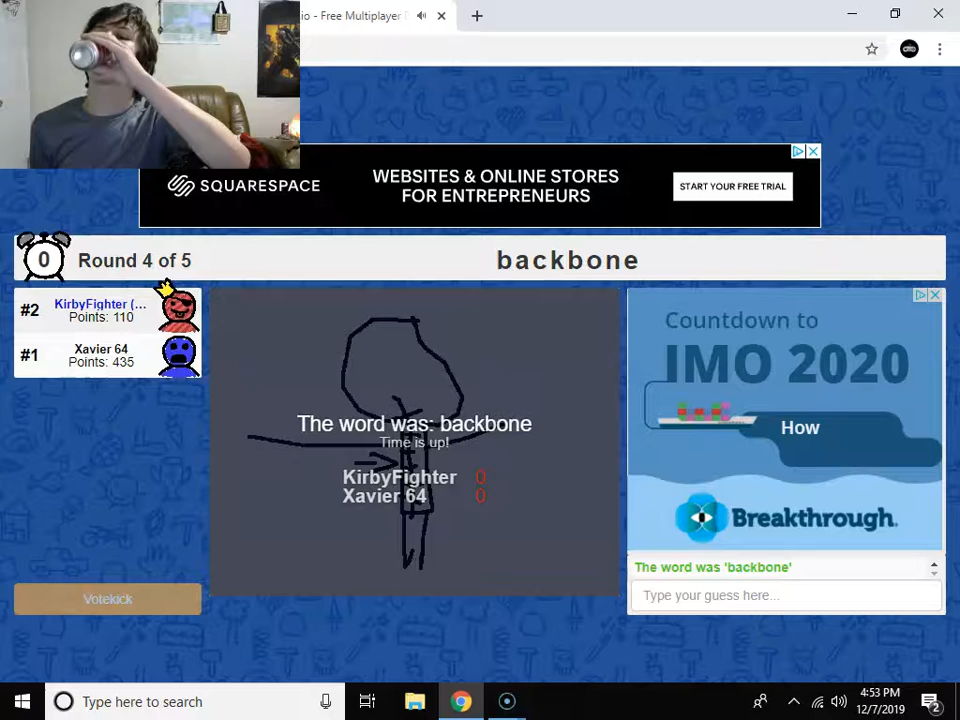 io - Free Multiplayer
SQUARESPACE
WEBSITES & ONLINE STORES
FOR ENTREPRENEURS
START YOUR FREE TRIAL
0
Round 4 of 5
backbone
#2
KirbyFighter (...
Points: 110
#1
Xavier 64
Points: 435
The word was: backbone
Time is up!
KirbyFighter 0
Xavier 64 0
Countdown to
IMO 2020
How
Breakthrough.
The word was 'backbone'
Type your guess here...
Votekick
Type here to search
4:53 PM
12/7/2019
2